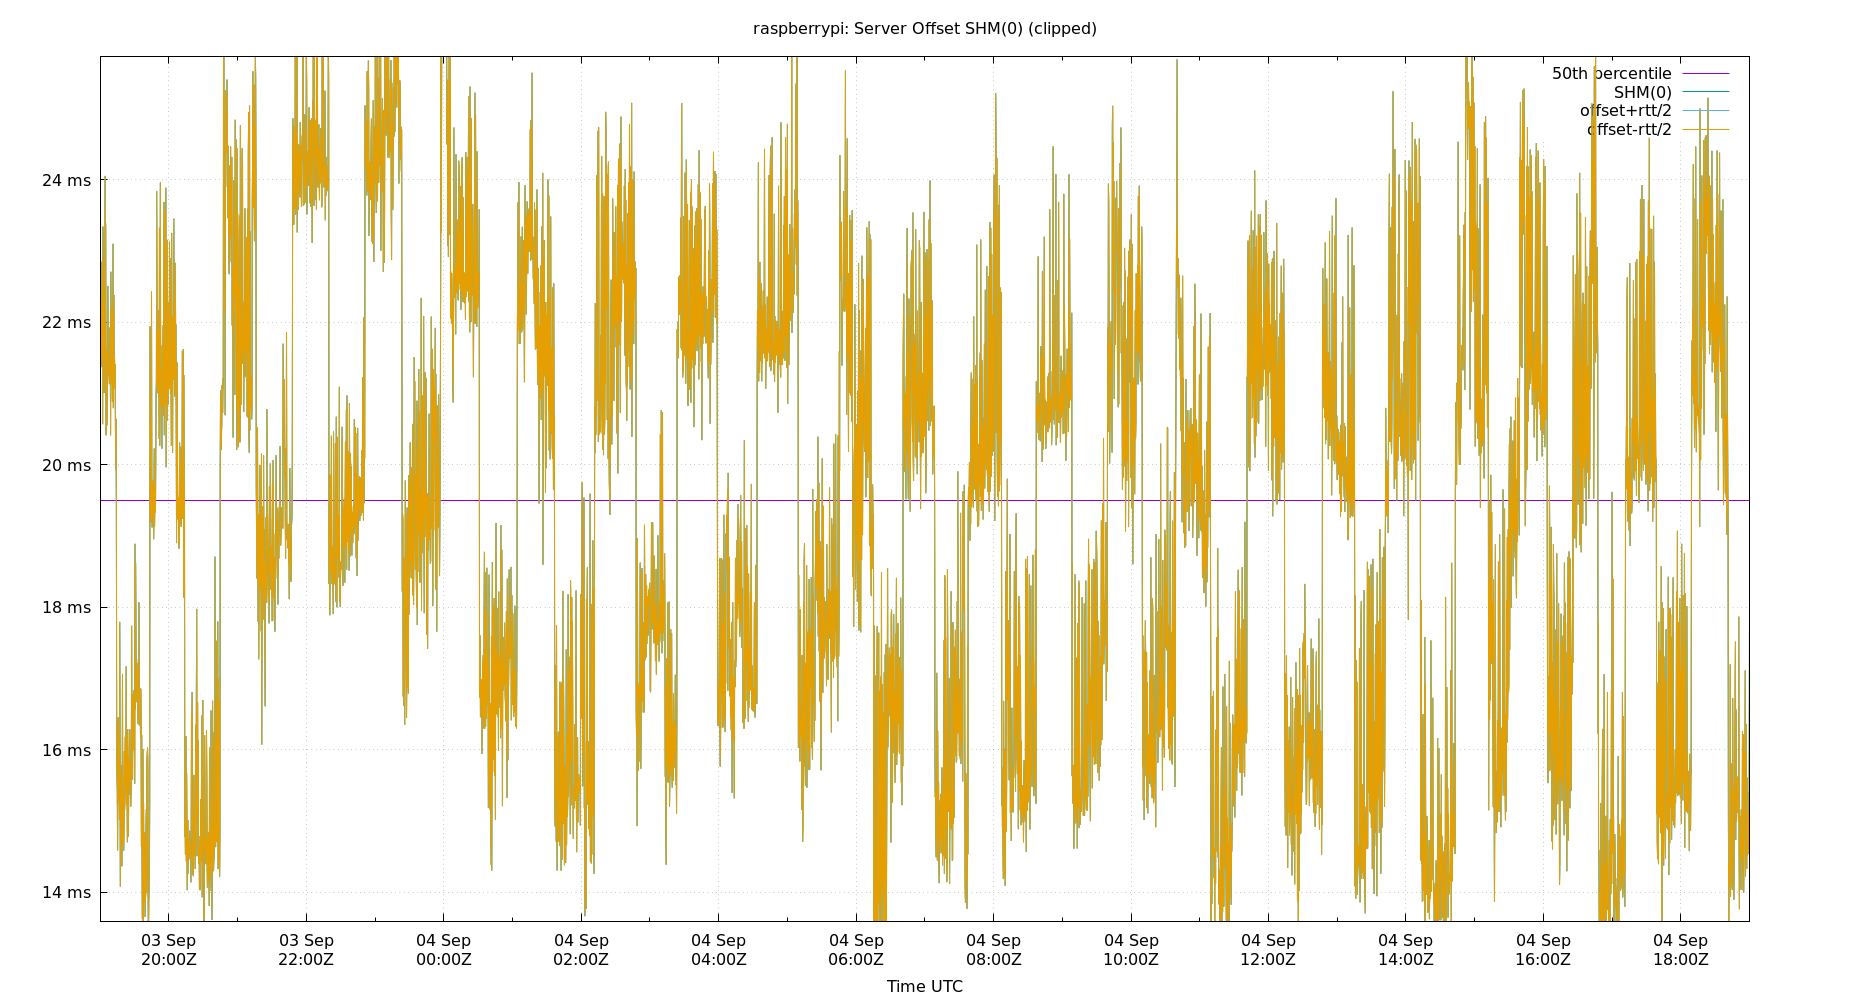 raspberrypi: Server Offset SHM(0) (clipped)
50th percentile
SHM(0)
offset+rtt/2
offset-rtt/2
24 ms
22 ms
20 ms
18 ms
16 ms
14 ms
03 Sep 03 Sep 04 Sep 04 Sep 04 Sep 04 Sep 04 Sep 04 Sep 04 Sep 04 Sep 04 Sep 04 Sep
20:00Z 22:00Z 00:00Z 02:00Z 04:00Z 06:00Z 08:00Z 10:00Z 12:00Z 14:00Z 16:00Z 18:00Z
Time UTC